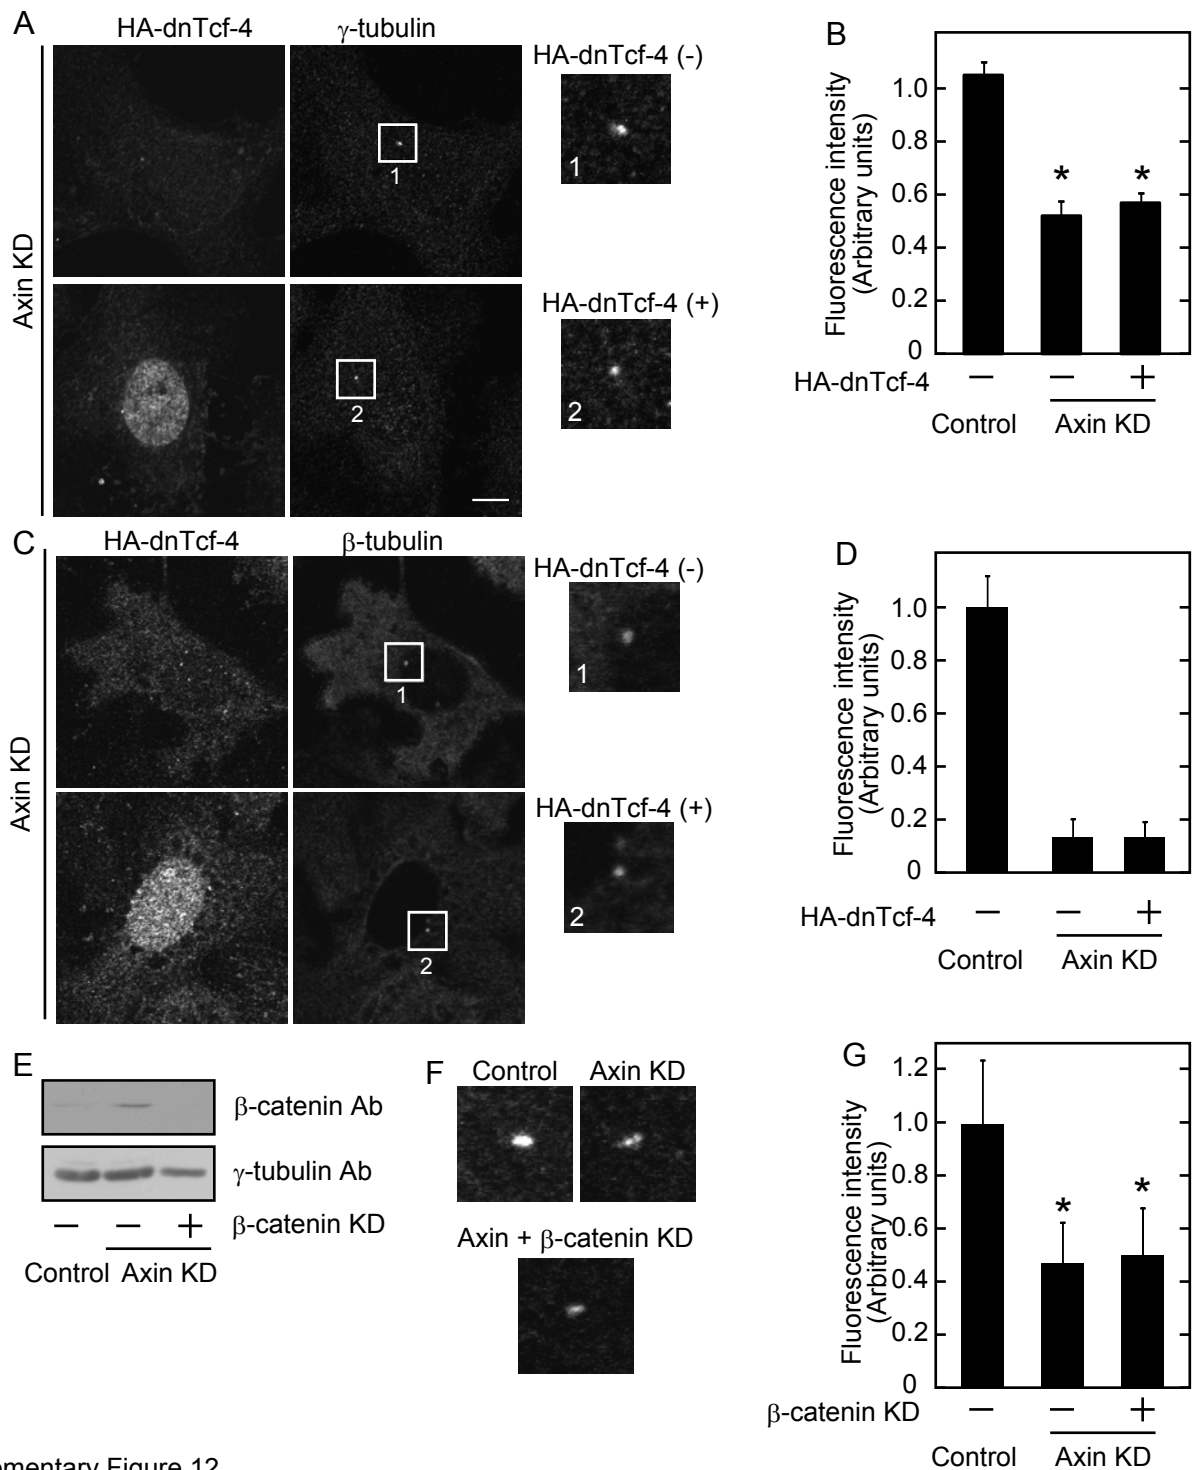 A
HA-dnTcf-4
γ-tubulin
HA-dnTcf-4 (-)
1
1
HA-dnTcf-4 (+)
2
2
Axin KD
B
Fluorescence intensity
(Arbitrary units)
1.0
0.8
0.6
0.4
0.2
0
* *
HA-dnTcf-4 − − +
Control Axin KD
C
HA-dnTcf-4
β-tubulin
HA-dnTcf-4 (-)
1
1
HA-dnTcf-4 (+)
2
2
Axin KD
D
Fluorescence intensity
(Arbitrary units)
1.0
0.8
0.6
0.4
0.2
0
HA-dnTcf-4 − − +
Control Axin KD
E
β-catenin Ab
γ-tubulin Ab
− − + β-catenin KD
Control Axin KD
F
Control Axin KD
Axin + β-catenin KD
G
Fluorescence intensity
(Arbitrary units)
1.2
1.0
0.8
0.6
0.4
0.2
0
* *
β-catenin KD − − +
Control Axin KD
Figure 12